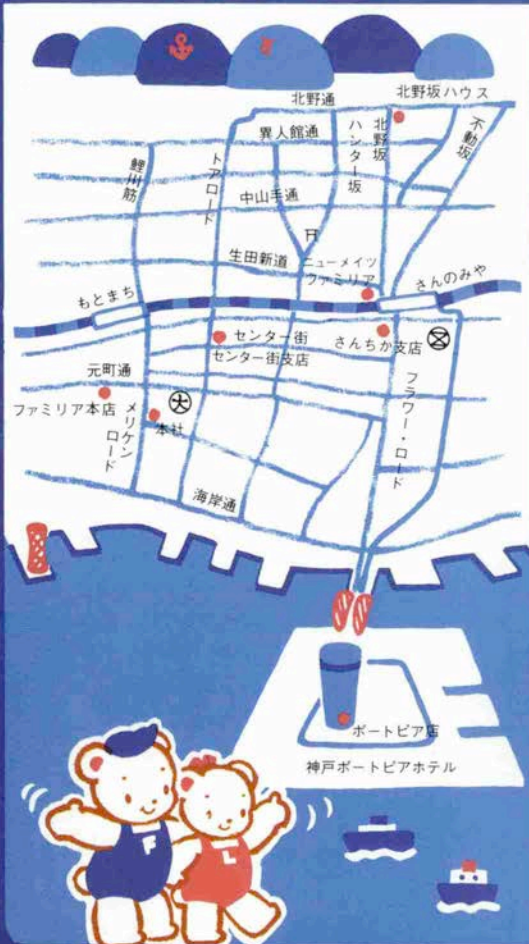 北野通
北野坂ハウス
異人館通
ハンター坂
北野坂
不動坂
鯉川筋
トアロード
中山手通
生田新道
ニューメイツ
ファミリア
さんのみや
もとまち
センター街
センター街支店
さんちか支店
元町通
大
ファミリア本店
メリケン
ロード
本社
フラワー・ロード
海岸通
ポートピア店
神戸ポートピアホテル
F
L